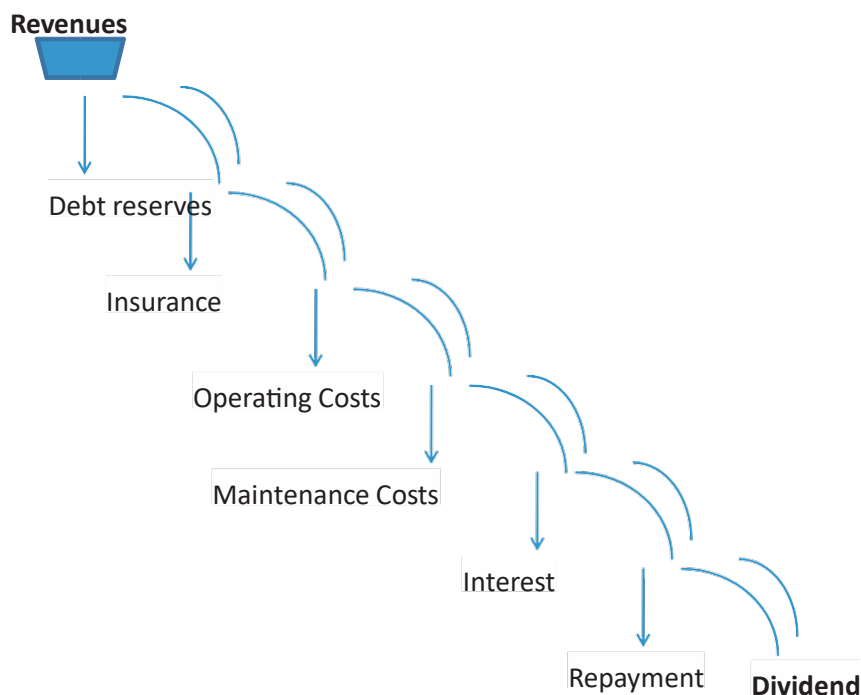 Revenues
Debt reserves
Insurance
Operating Costs
Maintenance Costs
Interest
Repayment
Dividend